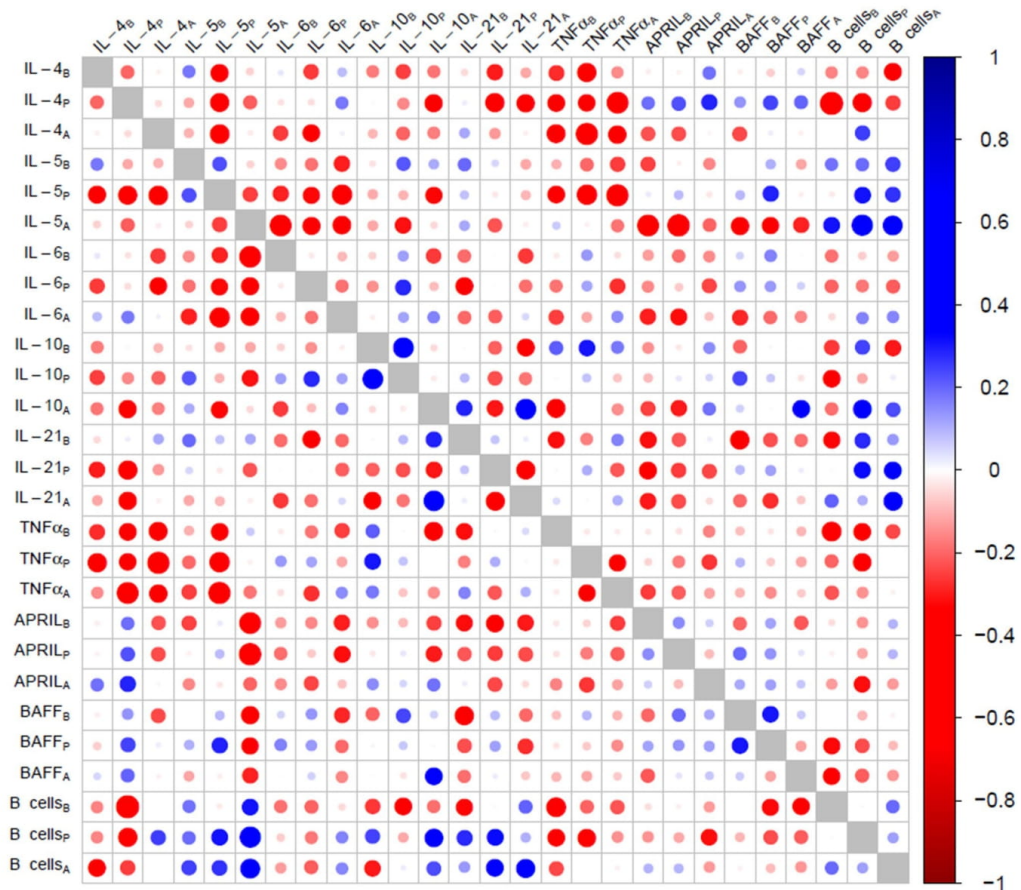 IL-4B IL-4P IL-4A IL-5B IL-5P IL-5A IL-6B IL-6P IL-6A IL-10B IL-10P IL-10A IL-21B IL-21P IL-21A TNFαB TNFαP TNFαA APRILB APRILP APRILA BAFFB BAFFP BAFFA B cellsB B cellsP B cellsA
IL-4B
IL-4P
IL-4A
IL-5B
IL-5P
IL-5A
IL-6B
IL-6P
IL-6A
IL-10B
IL-10P
IL-10A
IL-21B
IL-21P
IL-21A
TNFαB
TNFαP
TNFαA
APRILB
APRILP
APRILA
BAFFB
BAFFP
BAFFA
B cellsB
B cellsP
B cellsA
1
0.8
0.6
0.4
0.2
0
−0.2
−0.4
−0.6
−0.8
−1